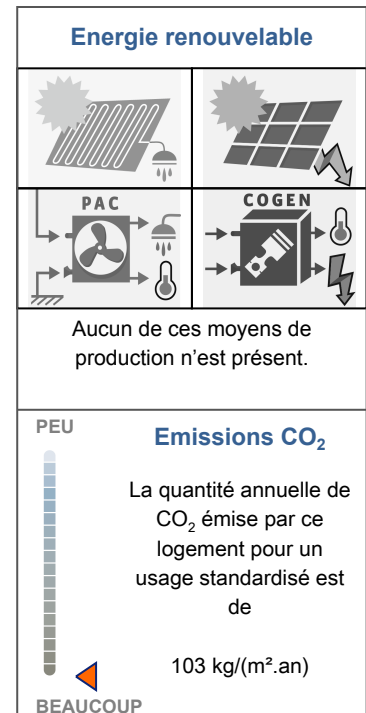 Energie renouvelable
PAC
COGEN
Aucun de ces moyens de
production n'est présent.
PEU
Emissions CO₂
La quantité annuelle de
CO₂ émise par ce
logement pour un
usage standardisé est
de
103 kg/(m².an)
BEAUCOUP